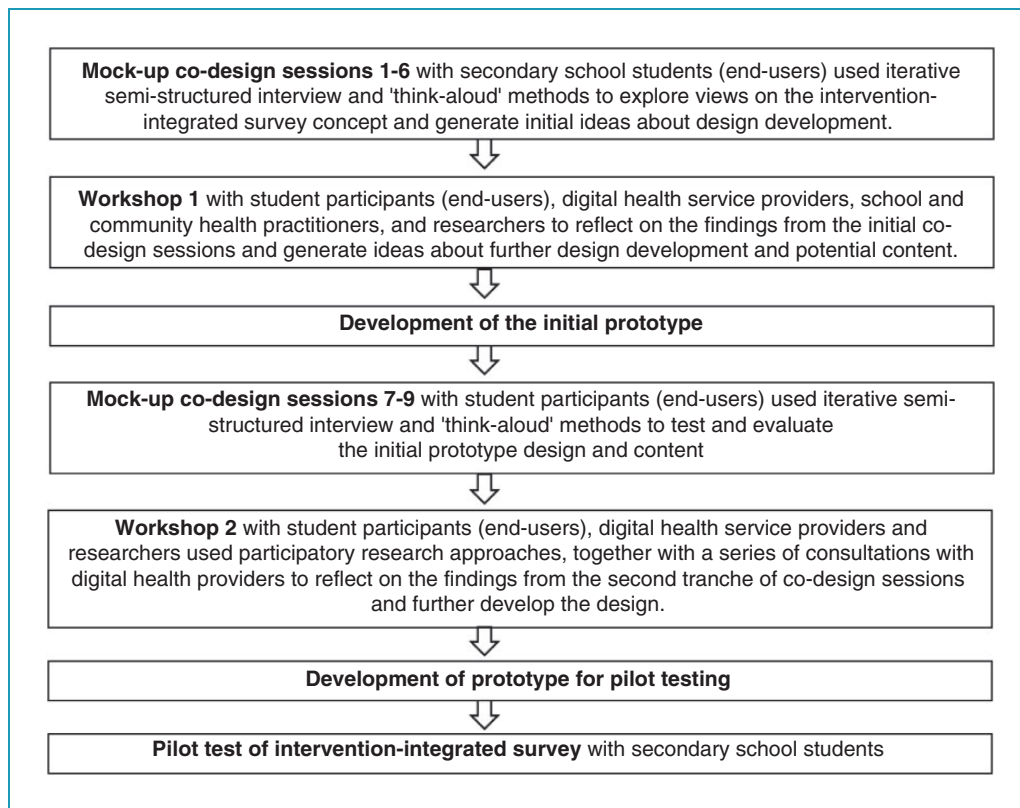 Mock-up co-design sessions 1-6 with secondary school students (end-users) used iterative
semi-structured interview and 'think-aloud' methods to explore views on the intervention-
integrated survey concept and generate initial ideas about design development.
Workshop 1 with student participants (end-users), digital health service providers, school and
community health practitioners, and researchers to reflect on the findings from the initial co-
design sessions and generate ideas about further design development and potential content.
Development of the initial prototype
Mock-up co-design sessions 7-9 with student participants (end-users) used iterative semi-
structured interview and 'think-aloud' methods to test and evaluate
the initial prototype design and content
Workshop 2 with student participants (end-users), digital health service providers and
researchers used participatory research approaches, together with a series of consultations with
digital health providers to reflect on the findings from the second tranche of co-design sessions
and further develop the design.
Development of prototype for pilot testing
Pilot test of intervention-integrated survey with secondary school students